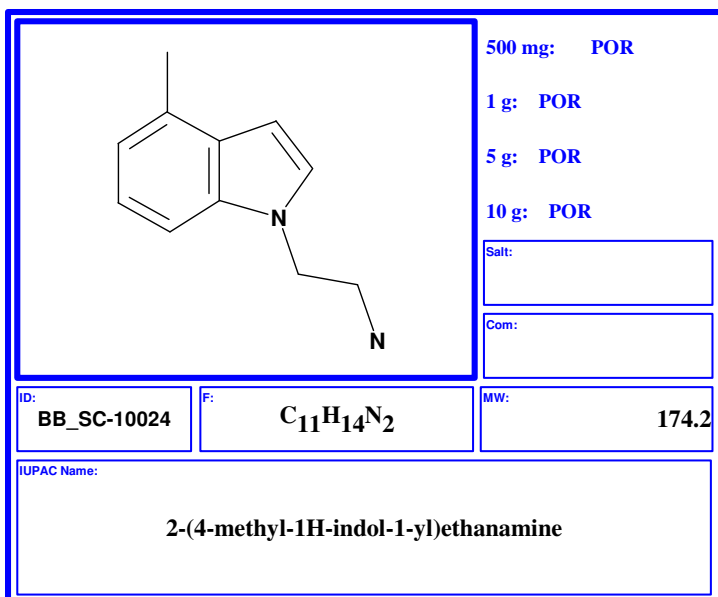 500 mg: POR
1 g: POR
5 g: POR
10 g: POR
N
N
Salt:
Com:
ID:
BB_SC-10024
F:
C11H14N2
MW:
174.2
IUPAC Name:
2-(4-methyl-1H-indol-1-yl)ethanamine